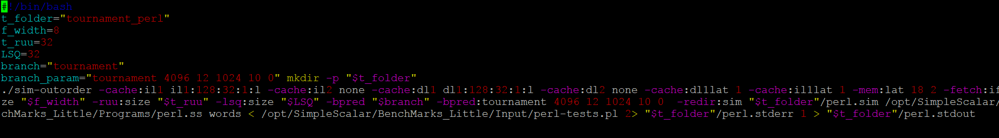 #!/bin/bash
t_folder="tournament_perl"
f_width=8
t_ruu=32
LSQ=32
branch="tournament"
branch_param="tournament 4096 12 1024 10 0" mkdir -p "$t_folder"
./sim-outorder -cache:il1 il1:128:32:1:l -cache:il2 none -cache:dl1 dl1:128:32:1:l -cache:dl2 none -cache:dl1lat 1 -cache:il1lat 1 -mem:lat 18 2 -fetch:if
ze "$f_width" -ruu:size "$t_ruu" -lsq:size "$LSQ" -bpred "$branch" -bpred:tournament 4096 12 1024 10 0  -redir:sim "$t_folder"/perl.sim /opt/SimpleScalar/
chMarks_Little/Programs/perl.ss words < /opt/SimpleScalar/BenchMarks_Little/Input/perl-tests.pl 2> "$t_folder"/perl.stderr 1 > "$t_folder"/perl.stdout